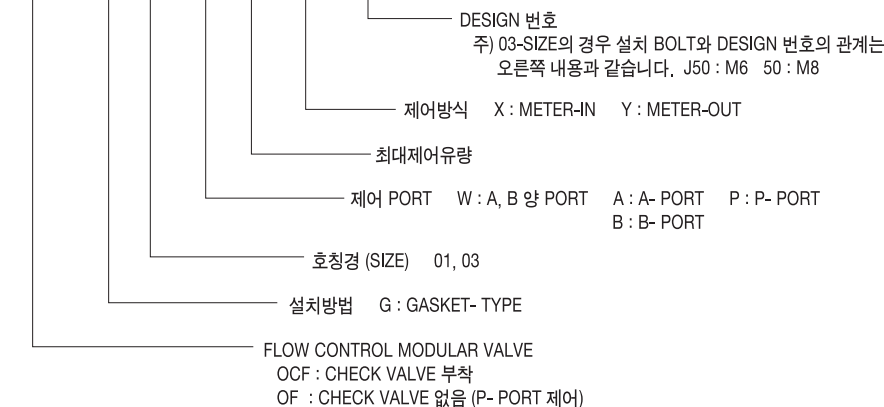 DESIGN 번호
주) 03-SIZE의 경우 설치 BOLT와 DESIGN 번호의 관계는
오른쪽 내용과 같습니다. J50 : M6 50 : M8
제어방식 X : METER-IN Y : METER-OUT
최대제어유량
제어 PORT W : A, B 양 PORT A : A- PORT P : P- PORT
B : B- PORT
호칭경 (SIZE) 01, 03
설치방법 G : GASKET- TYPE
FLOW CONTROL MODULAR VALVE
OCF : CHECK VALVE 부착
OF : CHECK VALVE 없음 (P- PORT 제어)